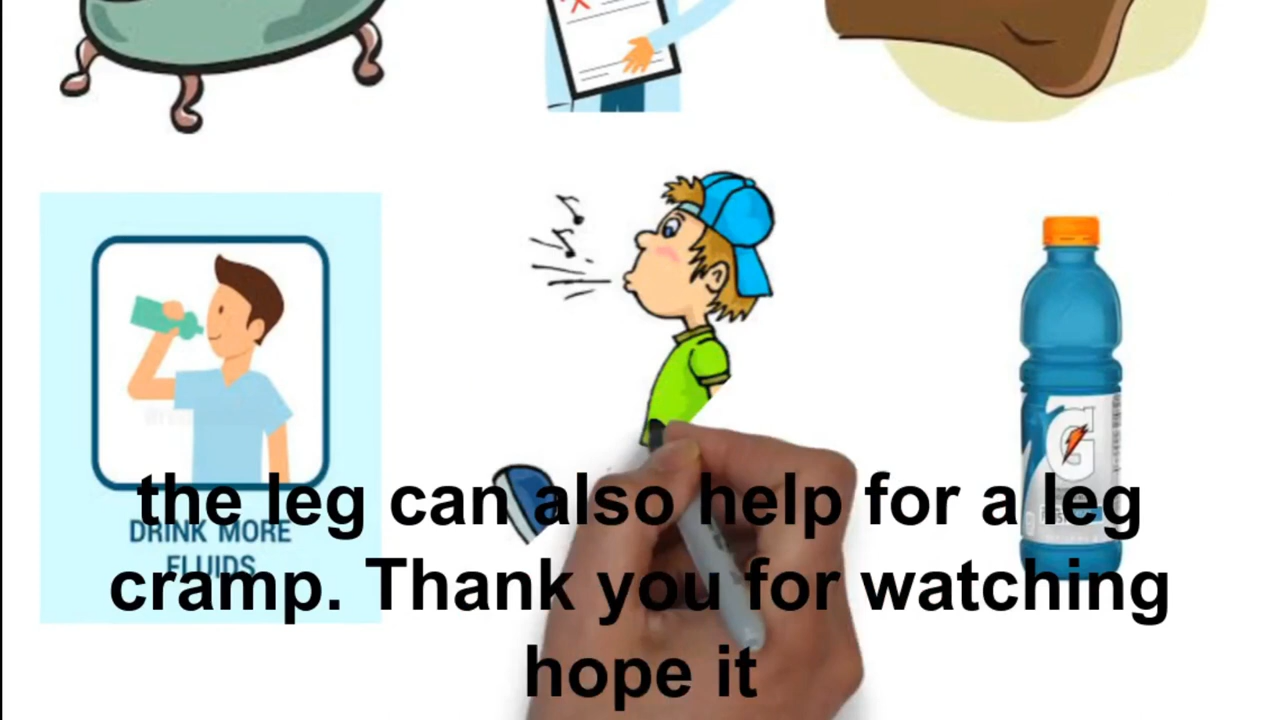 G
the leg can also help for a leg
DRINK MORE
FLUIDS
cramp. Thank you for watching
hope it